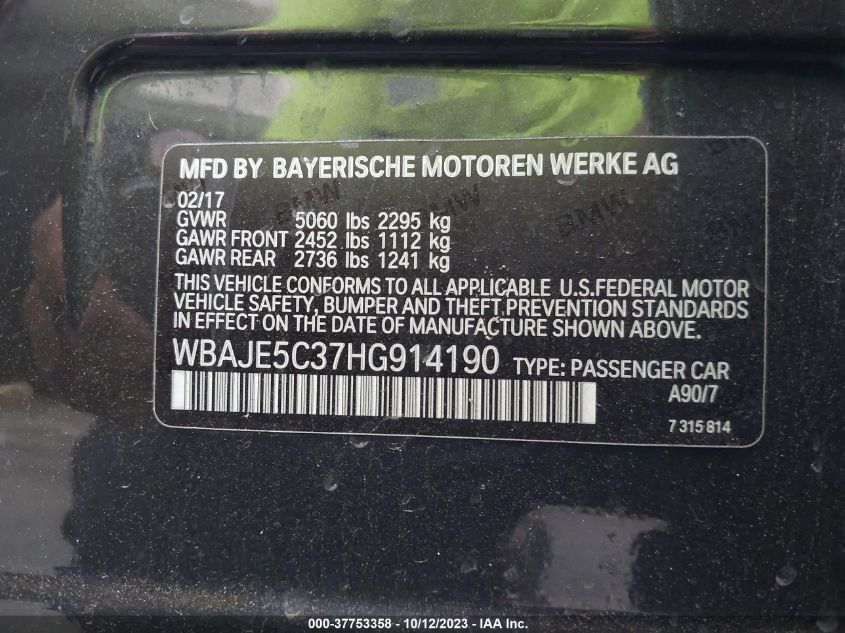 MFD BY BAYERISCHE MOTOREN WERKE AG
02/17
GVWR 5060 lbs 2295 kg
GAWR FRONT 2452 lbs 1112 kg
GAWR REAR 2736 lbs 1241 kg
THIS VEHICLE CONFORMS TO ALL APPLICABLE U.S.FEDERAL MOTOR
VEHICLE SAFETY, BUMPER AND THEFT PREVENTION STANDARDS
IN EFFECT ON THE DATE OF MANUFACTURE SHOWN ABOVE.
WBAJE5C37HG914190 TYPE: PASSENGER CAR
A90/7
7 315 814
BMW
BMW
000-37753358 - 10/12/2023 - IAA Inc.